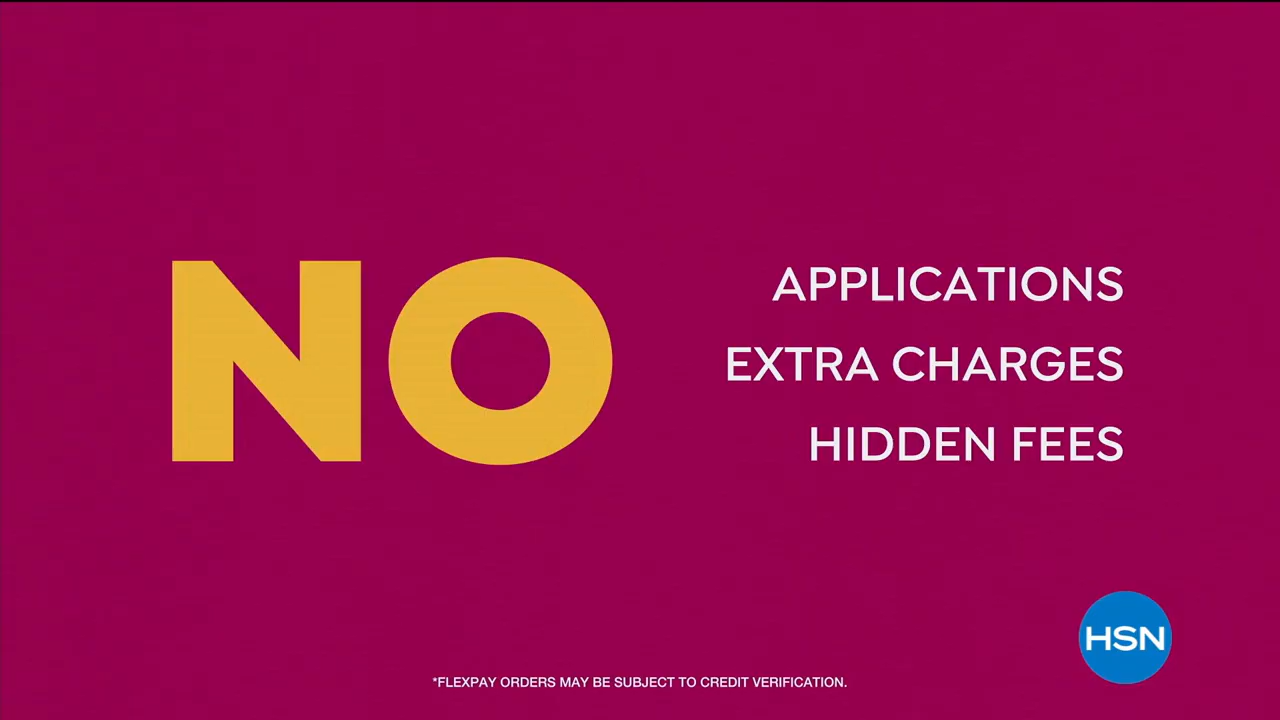 NO
APPLICATIONS
EXTRA CHARGES
HIDDEN FEES
HSN
*FLEXPAY ORDERS MAY BE SUBJECT TO CREDIT VERIFICATION.